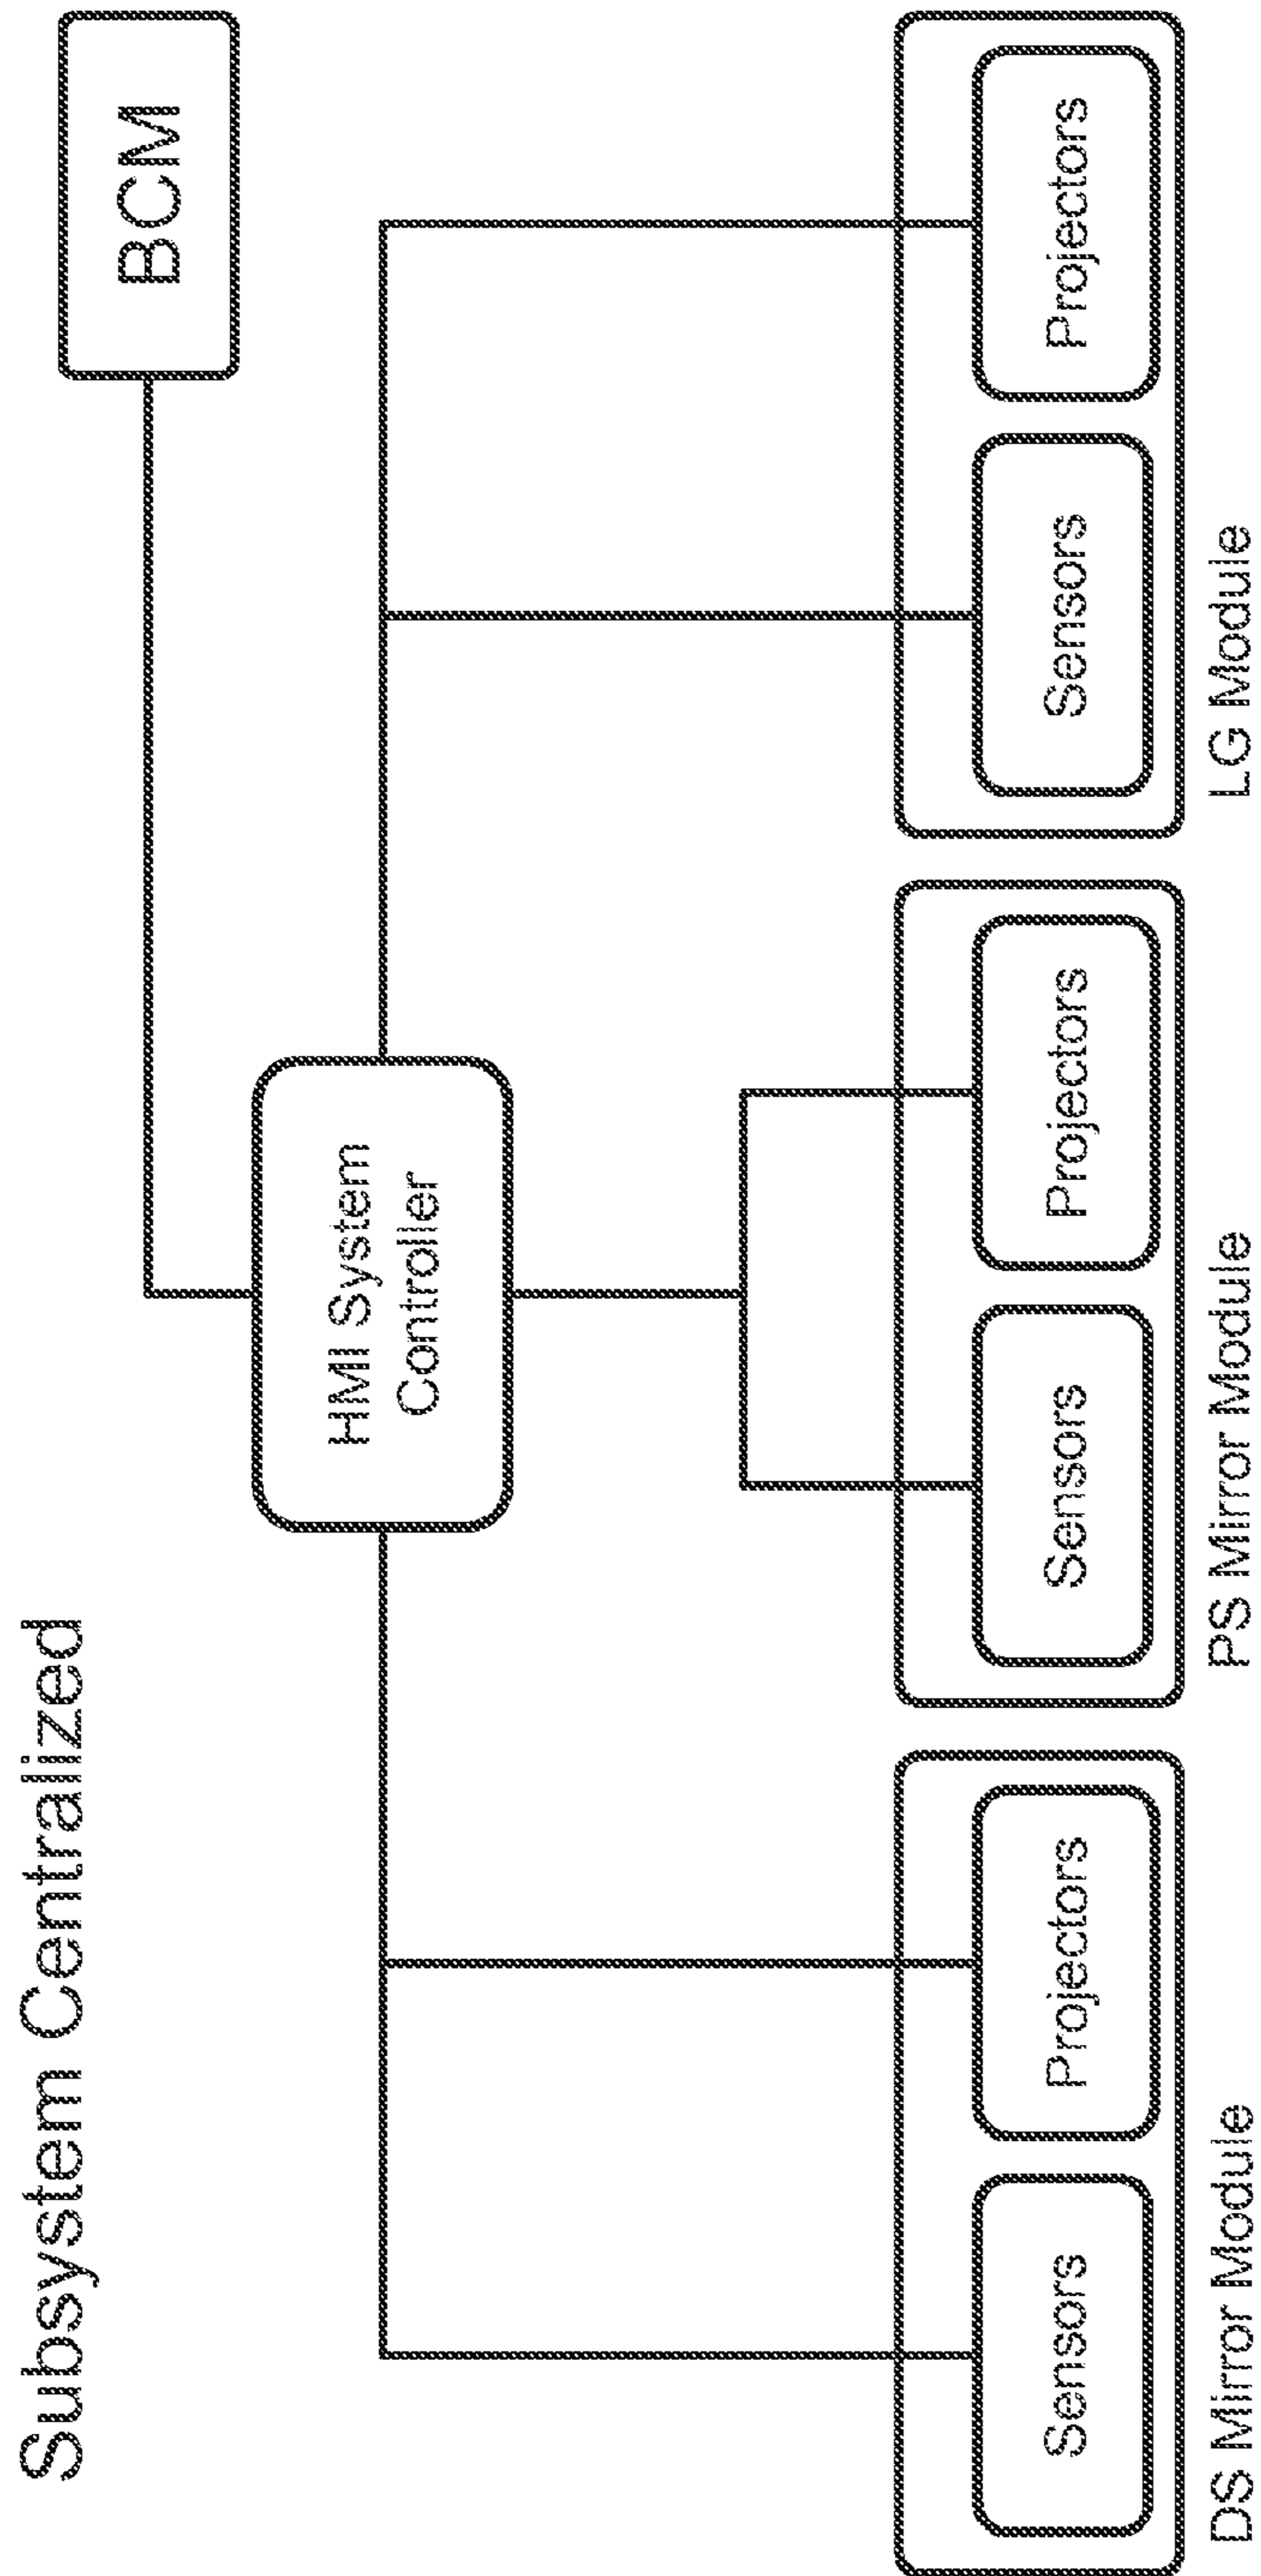 Subsystem Centralized
BCM
HMI System
Controller
Sensors
Projectors
Sensors
Projectors
Sensors
Projectors
DS Mirror Module
PS Mirror Module
LG Module